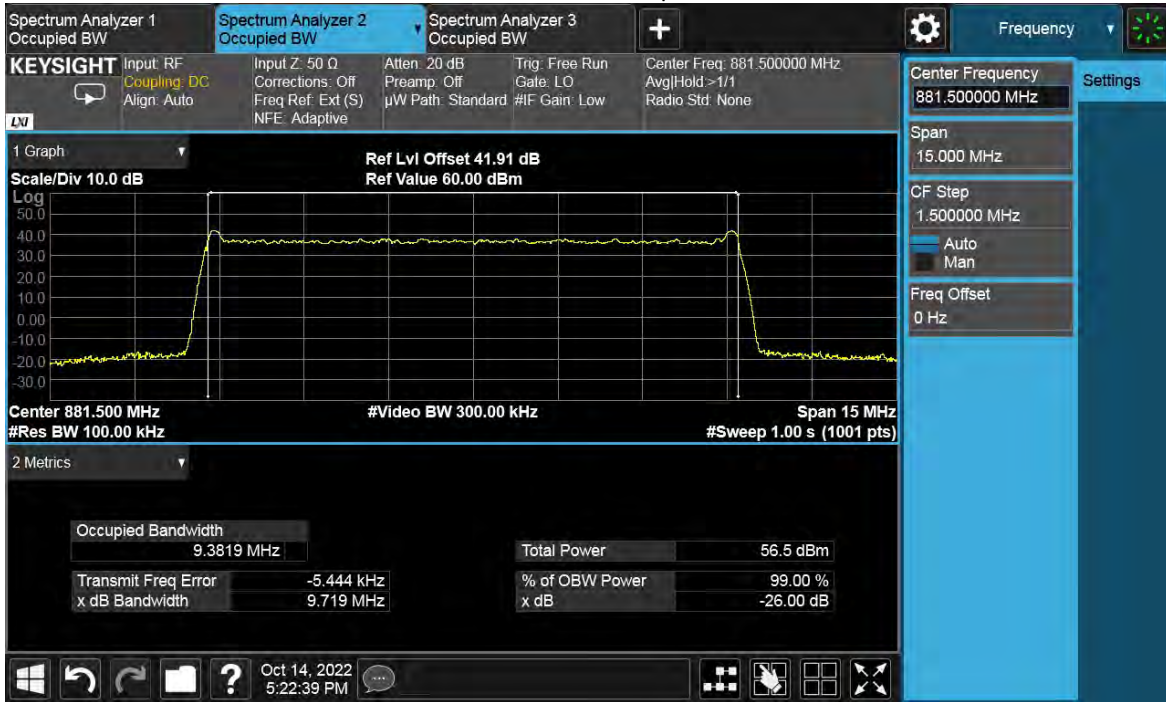 Spectrum Analyzer 1
Occupied BW
Spectrum Analyzer 2
Occupied BW
Spectrum Analyzer 3
Occupied BW
+
Frequency
KEYSIGHT
LXI
Input: RF
Coupling: DC
Align: Auto
Input Z: 50 Ω
Corrections: Off
Freq Ref: Ext (S)
NFE: Adaptive
Atten: 20 dB
Preamp: Off
µW Path: Standard
Trig: Free Run
Gate: LO
#IF Gain: Low
Center Freq: 881.500000 MHz
Avg|Hold:>1/1
Radio Std: None
Center Frequency
881.500000 MHz
Settings
Span
15.000 MHz
CF Step
1.500000 MHz
Auto
Man
Freq Offset
0 Hz
1 Graph
Scale/Div 10.0 dB
Ref Lvl Offset 41.91 dB
Ref Value 60.00 dBm
Log
50.0
40.0
30.0
20.0
10.0
0.00
-10.0
-20.0
-30.0
Center 881.500 MHz
#Video BW 300.00 kHz
Span 15 MHz
#Res BW 100.00 kHz
#Sweep 1.00 s (1001 pts)
2 Metrics
Occupied Bandwidth
9.3819 MHz
Total Power 56.5 dBm
Transmit Freq Error -5.444 kHz
% of OBW Power 99.00 %
x dB Bandwidth 9.719 MHz
x dB -26.00 dB
?
Oct 14, 2022
5:22:39 PM